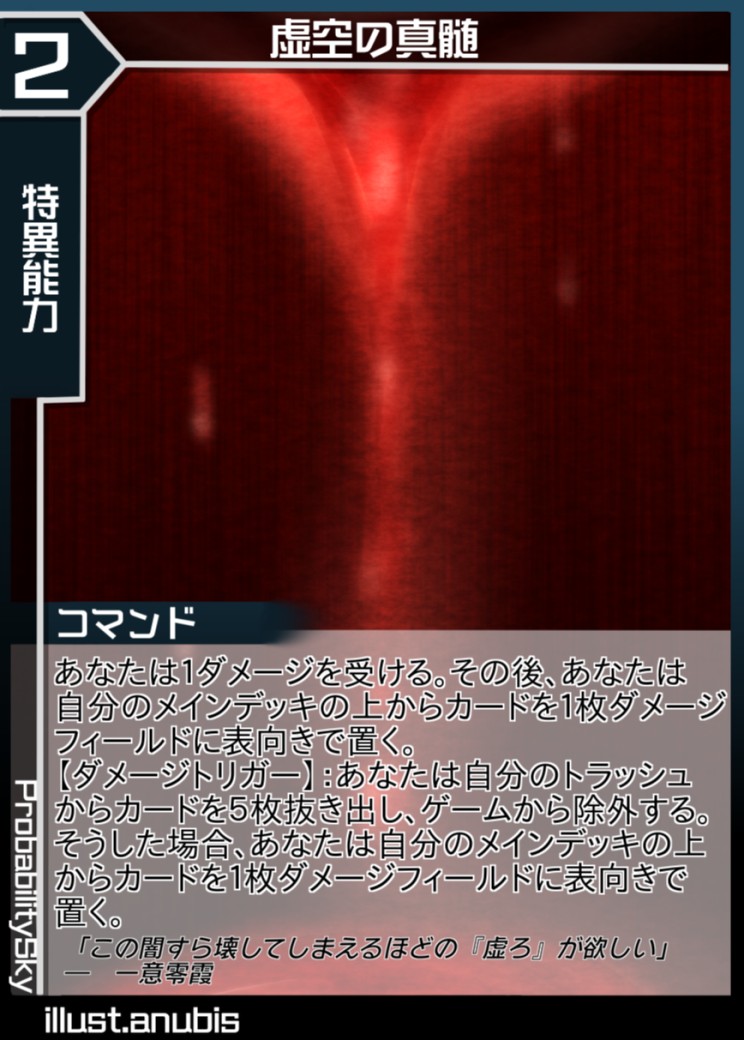 2
虚空の真髄
特異能力
コマンド
あなたは1ダメージを受ける。その後、あなたは
自分のメインデッキの上からカードを1枚ダメージ
フィールドに表向きで置く。
【ダメージトリガー】:あなたは自分のトラッシュ
からカードを5枚抜き出し、ゲームから除外する。
そうした場合、あなたは自分のメインデッキの上
からカードを1枚ダメージフィールドに表向きで
置く。
「この闇すら壊してしまえるほどの『虚ろ』が欲しい」
— 一意零霞
ProbabilitySky
illust.anubis